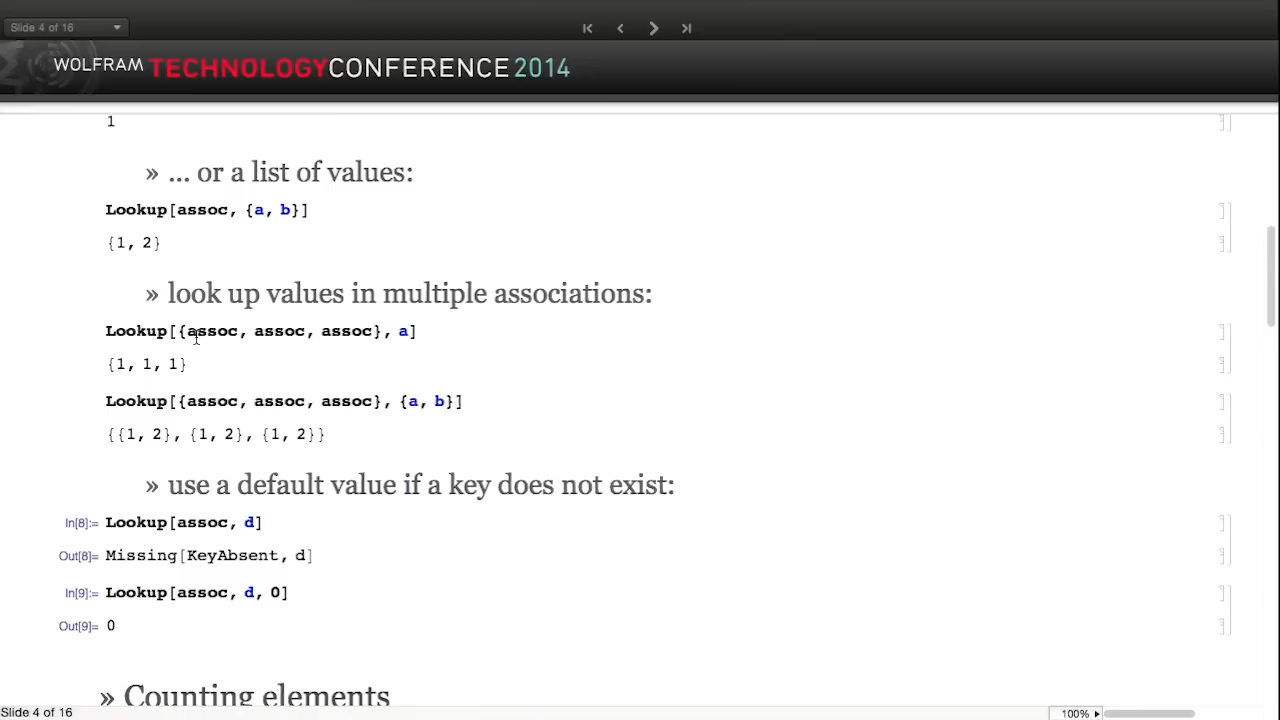 Slide 4 of 16
WOLFRAM TECHNOLOGYCONFERENCE 2014
1
» ... or a list of values:
Lookup[assoc, {a, b}]
{1, 2}
» look up values in multiple associations:
Lookup[{assoc, assoc, assoc}, a]
{1, 1, 1}
Lookup[{assoc, assoc, assoc}, {a, b}]
{{1, 2}, {1, 2}, {1, 2}}
» use a default value if a key does not exist:
In[8]:= Lookup[assoc, d]
Out[8]= Missing[KeyAbsent, d]
In[9]:= Lookup[assoc, d, 0]
Out[9]= 0
» Counting elements
Slide 4 of 16
100%